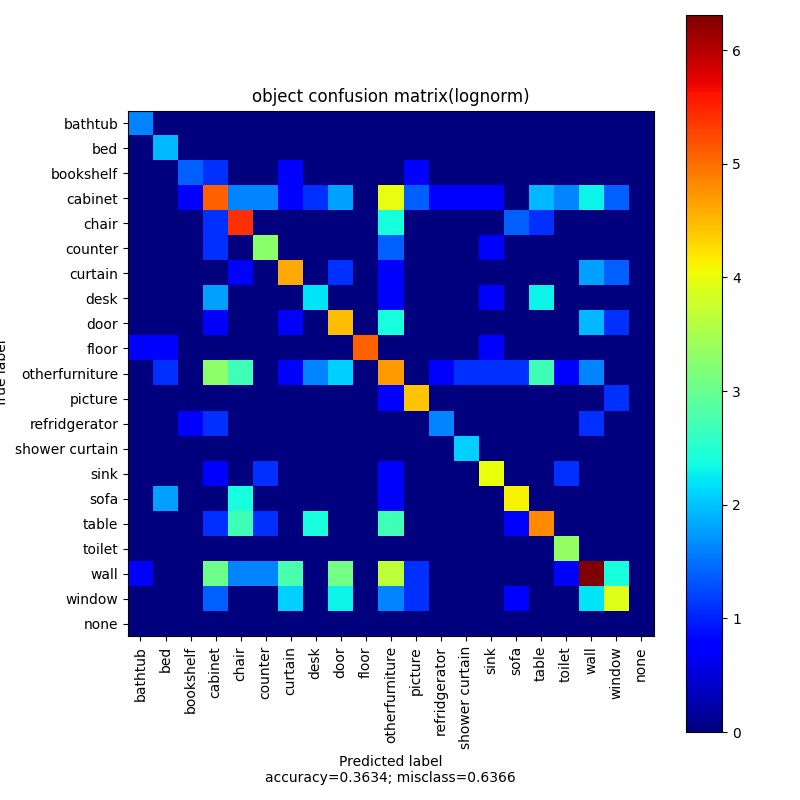 object confusion matrix(lognorm)
bathtub
bed
bookshelf
cabinet
chair
counter
curtain
desk
door
floor
otherfurniture
picture
refridgerator
shower curtain
sink
sofa
table
toilet
wall
window
none
label
bathtub
bed
bookshelf
cabinet
chair
counter
curtain
desk
door
floor
otherfurniture
picture
refridgerator
shower curtain
sink
sofa
table
toilet
wall
window
none
Predicted label
accuracy=0.3634; misclass=0.6366
6
5
4
3
2
1
0